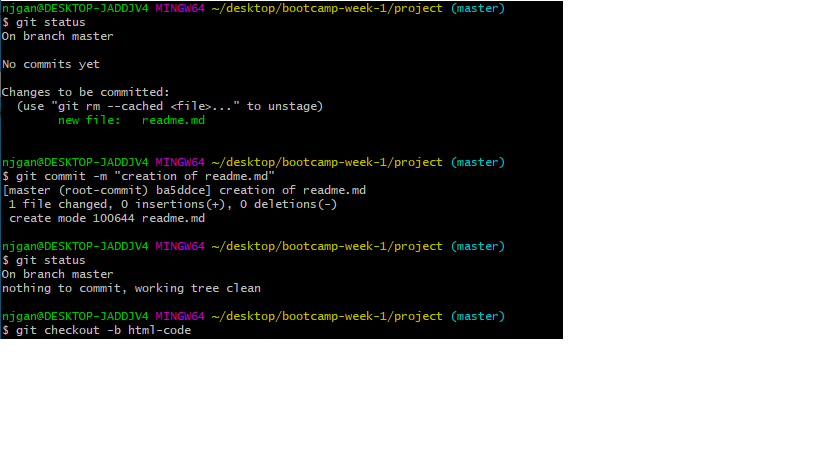 njgan@DESKTOP-JADDJV4 MINGW64 ~/desktop/bootcamp-week-1/project (master)
$ git status
On branch master
No commits yet
Changes to be committed:
  (use "git rm --cached <file>..." to unstage)
        new file:   readme.md
njgan@DESKTOP-JADDJV4 MINGW64 ~/desktop/bootcamp-week-1/project (master)
$ git commit -m "creation of readme.md"
[master (root-commit) ba5ddce] creation of readme.md
 1 file changed, 0 insertions(+), 0 deletions(-)
 create mode 100644 readme.md
njgan@DESKTOP-JADDJV4 MINGW64 ~/desktop/bootcamp-week-1/project (master)
$ git status
On branch master
nothing to commit, working tree clean
njgan@DESKTOP-JADDJV4 MINGW64 ~/desktop/bootcamp-week-1/project (master)
$ git checkout -b html-code